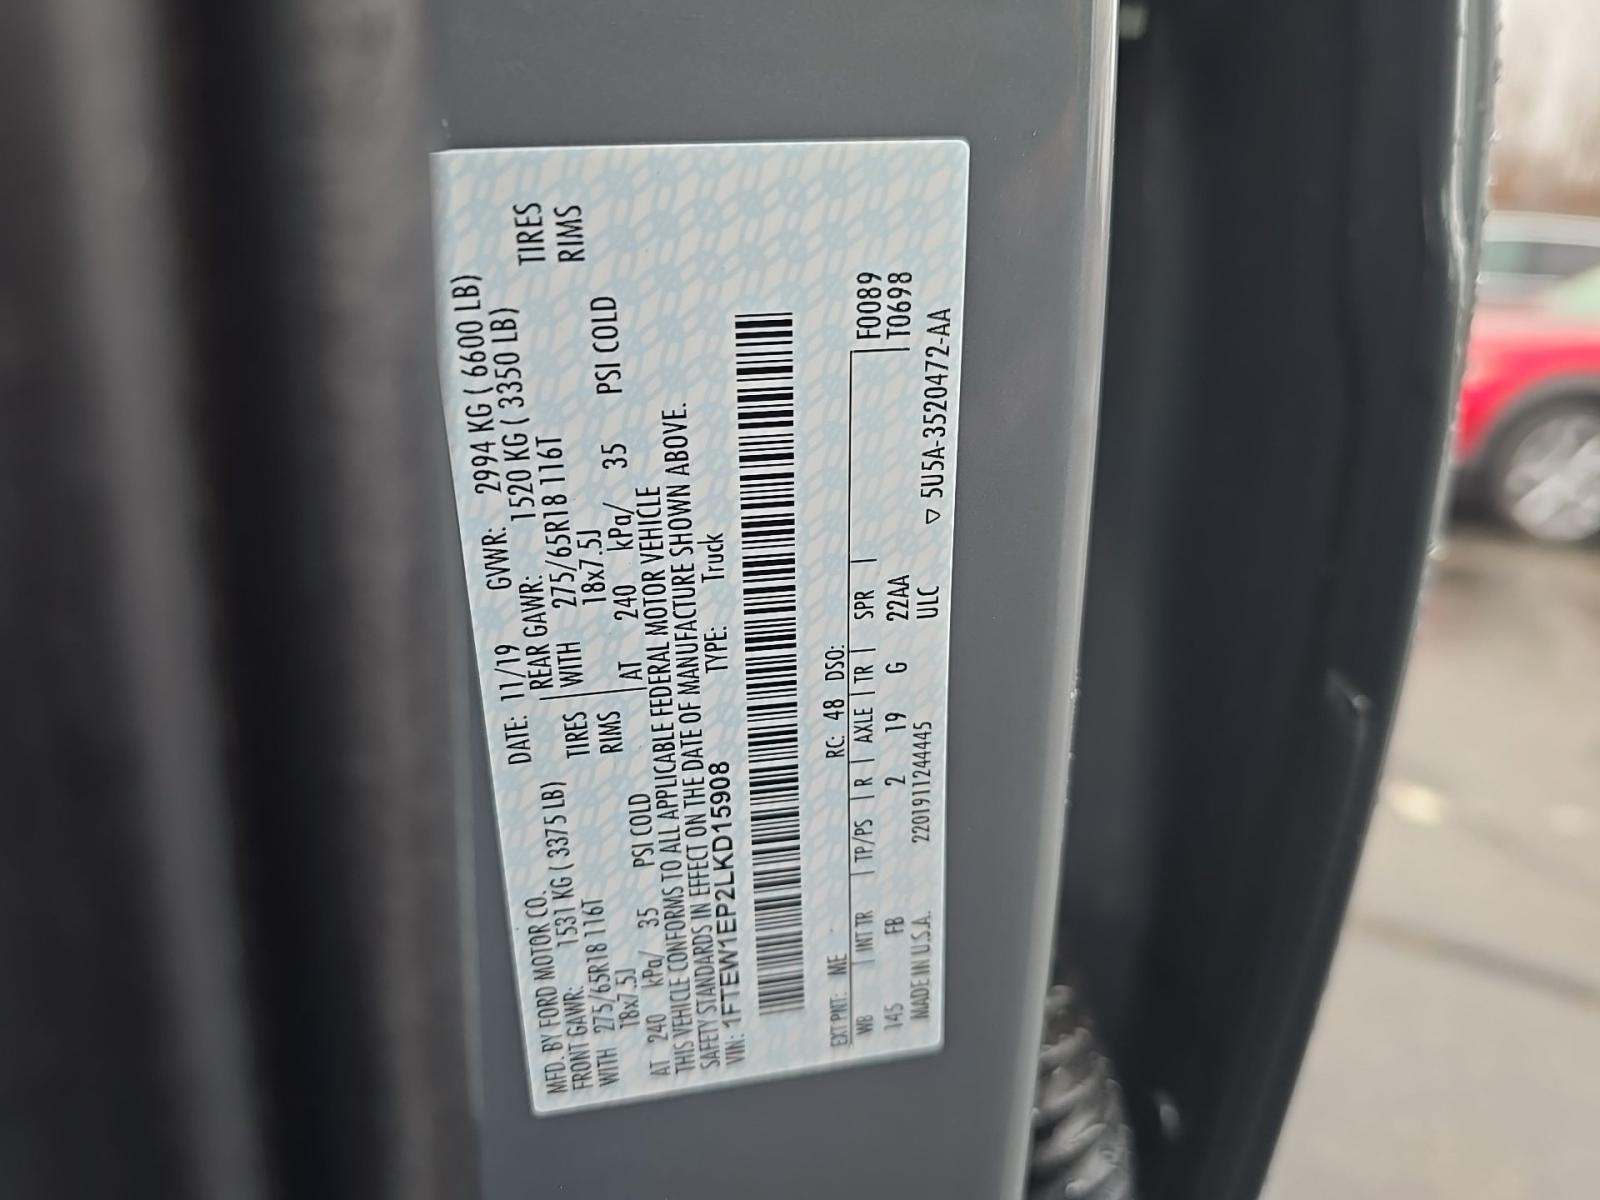 MFD. BY FORD MOTOR CO. DATE: 11/19 GVWR: 2994 KG ( 6600 LB)
FRONT GAWR: 1531 KG ( 3375 LB) REAR GAWR: 1520 KG ( 3350 LB)
WITH 275/65R18 116T TIRES WITH 275/65R18 116T TIRES
18x7.5J RIMS 18x7.5J RIMS
AT 240 kPa/ 35 PSI COLD AT 240 kPa/ 35 PSI COLD
THIS VEHICLE CONFORMS TO ALL APPLICABLE FEDERAL MOTOR VEHICLE
SAFETY STANDARDS IN EFFECT ON THE DATE OF MANUFACTURE SHOWN ABOVE.
VIN: 1FTEW1EP2LKD15908 TYPE: Truck
EXT PNT: ME RC: 48 DSO: F0089
WB INT TR TP/PS R AXLE TR SPR T0698
145 FB 2 19 G 22AA
MADE IN U.S.A. 220191124445 ULC ▽ 5U5A-3520472-AA